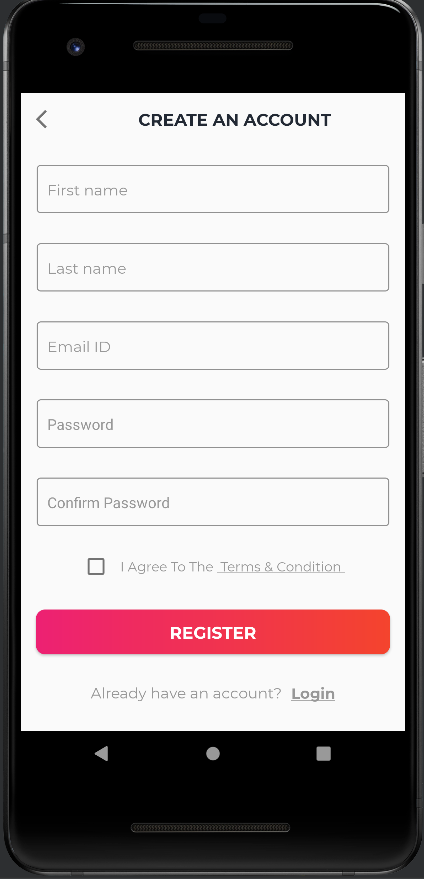 CREATE AN ACCOUNT
First name
Last name
Email ID
Password
Confirm Password
I Agree To The Terms & Condition
REGISTER
Already have an account? Login